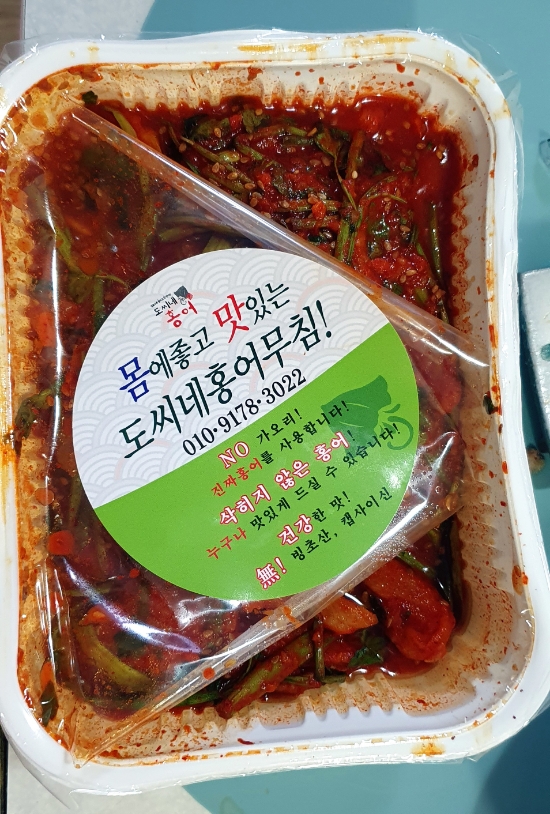 도씨네
홍어
몸에좋고 맛있는
도씨네홍어무침!
010·9178·3022
NO 가오리!
진짜홍어를 사용합니다!
삭히지 않은 홍어!
누구나 맛있게 드실 수 있습니다!
건강한 맛!
無! 빙초산, 캡사이신